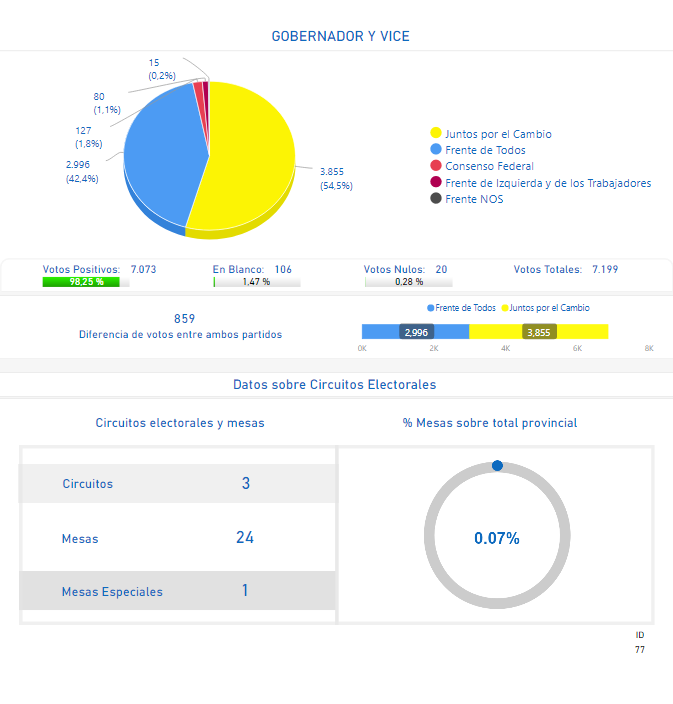 GOBERNADOR Y VICE
15
(0,2%)
80
(1,1%)
127
(1,8%)
2.996
(42,4%)
3.855
(54,5%)
Juntos por el Cambio
Frente de Todos
Consenso Federal
Frente de Izquierda y de los Trabajadores
Frente NOS
Votos Positivos: 7.073
98,25 %
En Blanco: 106
1,47 %
Votos Nulos: 20
0,28 %
Votos Totales: 7.199
859
Diferencia de votos entre ambos partidos
Frente de Todos Juntos por el Cambio
2,996 3,855
0K 2K 4K 6K 8K
Datos sobre Circuitos Electorales
Circuitos electorales y mesas
Circuitos 3
Mesas 24
Mesas Especiales 1
% Mesas sobre total provincial
0.07%
ID
77